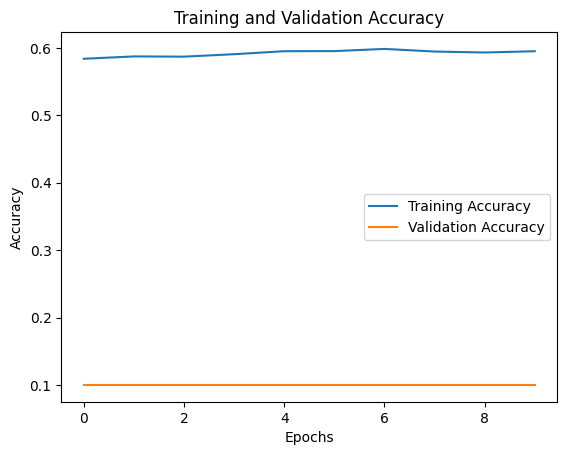 Training and Validation Accuracy
0.6
0.5
0.4
0.3
0.2
0.1
Accuracy
Training Accuracy
Validation Accuracy
0 2 4 6 8
Epochs